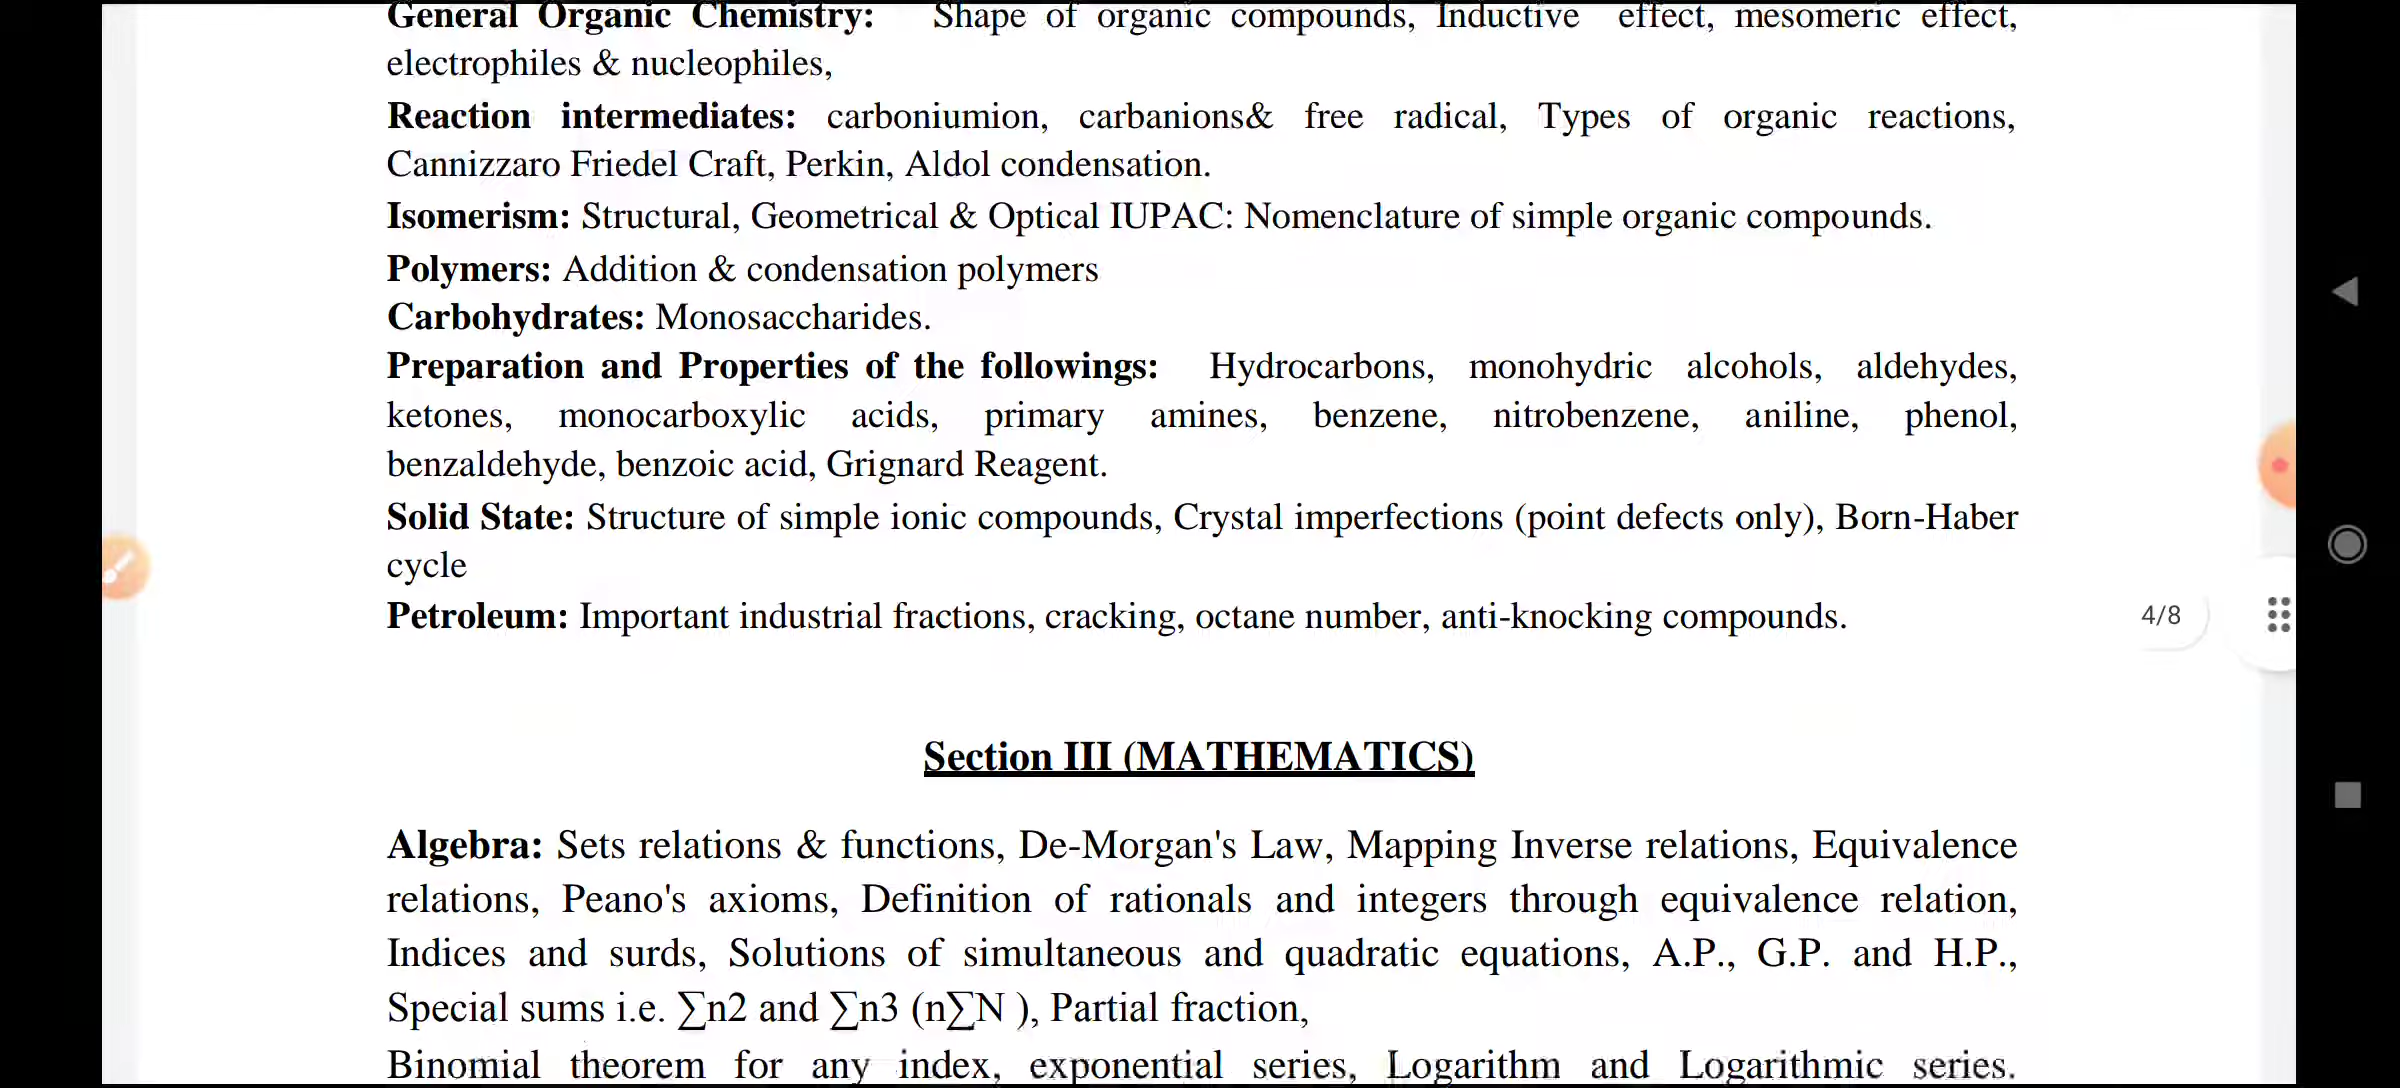 General Organic Chemistry: Shape of organic compounds, Inductive effect, mesomeric effect,
electrophiles & nucleophiles,
Reaction intermediates: carboniumion, carbanions& free radical, Types of organic reactions,
Cannizzaro Friedel Craft, Perkin, Aldol condensation.
Isomerism: Structural, Geometrical & Optical IUPAC: Nomenclature of simple organic compounds.
Polymers: Addition & condensation polymers
Carbohydrates: Monosaccharides.
Preparation and Properties of the followings: Hydrocarbons, monohydric alcohols, aldehydes,
ketones, monocarboxylic acids, primary amines, benzene, nitrobenzene, aniline, phenol,
benzaldehyde, benzoic acid, Grignard Reagent.
Solid State: Structure of simple ionic compounds, Crystal imperfections (point defects only), Born-Haber
cycle
Petroleum: Important industrial fractions, cracking, octane number, anti-knocking compounds.
4/8
Section III (MATHEMATICS)
Algebra: Sets relations & functions, De-Morgan's Law, Mapping Inverse relations, Equivalence
relations, Peano's axioms, Definition of rationals and integers through equivalence relation,
Indices and surds, Solutions of simultaneous and quadratic equations, A.P., G.P. and H.P.,
Special sums i.e. ∑n2 and ∑n3 (n∑N ), Partial fraction,
Binomial theorem for any index, exponential series, Logarithm and Logarithmic series.